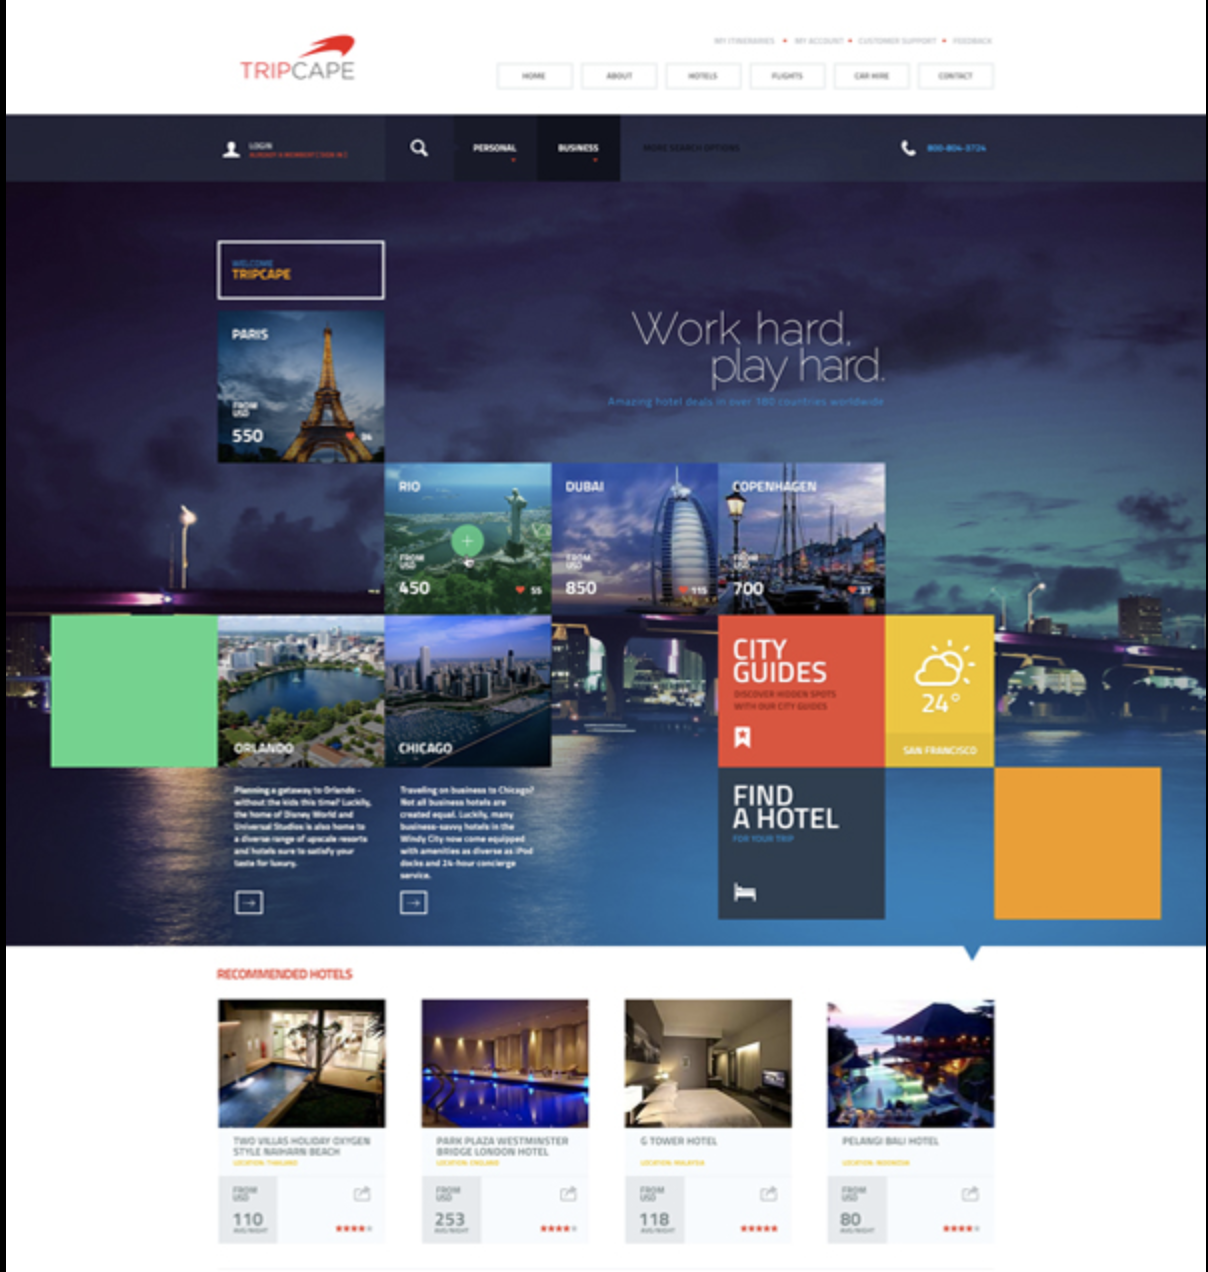 TRIPCAPE
MY ITINERARIES • MY ACCOUNT • CUSTOMER SUPPORT • FEEDBACK
HOME ABOUT HOTELS FLIGHTS CAR HIRE CONTACT
LOGIN
ALREADY A MEMBER? [ SIGN IN ]
PERSONAL BUSINESS MORE SEARCH OPTIONS 800-804-3724
WELCOME
TRIPCAPE
PARIS
FROM
USD
550 34
Work hard,
play hard.
Amazing hotel deals in over 180 countries worldwide
RIO
FROM
USD
450 55
DUBAI
FROM
USD
850 115
COPENHAGEN
FROM
USD
700 37
ORLANDO
CHICAGO
CITY
GUIDES
DISCOVER HIDDEN SPOTS
WITH OUR CITY GUIDES
24°
SAN FRANCISCO
Planning a getaway to Orlando -
without the kids this time? Luckily,
the home of Disney World and
Universal Studios is also home to
a diverse range of upscale resorts
and hotels sure to satisfy your
taste for luxury.
Traveling on business to Chicago?
Not all business hotels are
created equal. Luckily, many
business-savvy hotels in the
Windy City now come equipped
with amenities as diverse as iPod
docks and 24-hour concierge
service.
FIND
A HOTEL
FOR YOUR TRIP
RECOMMENDED HOTELS
TWO VILLAS HOLIDAY OXYGEN
STYLE NAIHARN BEACH
LOCATION: THAILAND
FROM
USD
110
AVG/NIGHT
PARK PLAZA WESTMINSTER
BRIDGE LONDON HOTEL
LOCATION: ENGLAND
FROM
USD
253
AVG/NIGHT
G TOWER HOTEL
LOCATION: MALAYSIA
FROM
USD
118
AVG/NIGHT
PELANGI BALI HOTEL
LOCATION: INDONESIA
FROM
USD
80
AVG/NIGHT